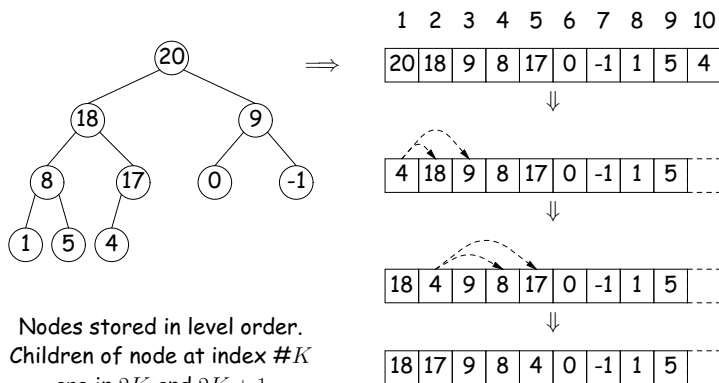 1 2 3 4 5 6 7 8 9 10
20
⟹
20 18 9 8 17 0 -1 1 5 4
⇓
18 9
8 17 0 -1
4 18 9 8 17 0 -1 1 5
⇓
1 5 4
18 4 9 8 17 0 -1 1 5
⇓
Nodes stored in level order.
Children of node at index #K
are in 2K and 2K + 1
18 17 9 8 4 0 -1 1 5